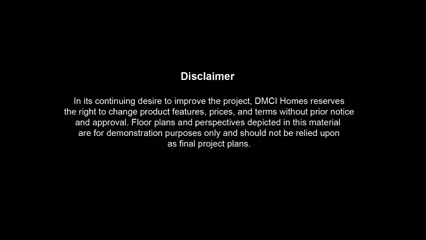 Disclaimer
In its continuing desire to improve the project, DMCI Homes reserves
the right to change product features, prices, and terms without prior notice
and approval. Floor plans and perspectives depicted in this material
are for demonstration purposes only and should not be relied upon
as final project plans.